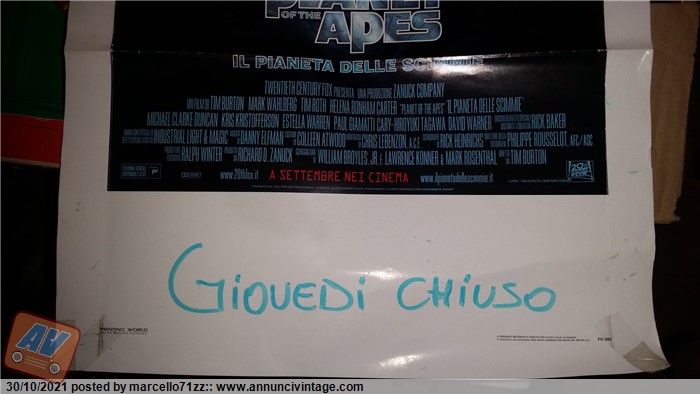 PLANET
OF THE APES
IL PIANETA DELLE SCIMMIE
TWENTIETH CENTURY FOX PRESENTA UNA PRODUZIONE ZANUCK COMPANY
UN FILM DI TIM BURTON MARK WAHLBERG TIM ROTH HELENA BONHAM CARTER "PLANET OF THE APES" "IL PIANETA DELLE SCIMMIE"
MICHAEL CLARKE DUNCAN KRIS KRISTOFFERSON ESTELLA WARREN PAUL GIAMATTI CARY-HIROYUKI TAGAWA DAVID WARNER RICK BAKER
INDUSTRIAL LIGHT & MAGIC DANNY ELFMAN COLLEEN ATWOOD CHRIS LEBENZON, A.C.E. RICK HEINRICHS PHILIPPE ROUSSELOT, AFC/ASC
RALPH WINTER RICHARD D. ZANUCK WILLIAM BROYLES, JR. & LAWRENCE KONNER & MARK ROSENTHAL TIM BURTON
www.20thfox.it A SETTEMBRE NEI CINEMA www.ilpianetadellescimmie.it
GIOVEDì CHIUSO
PRINTING WORLD
AV
30/10/2021 posted by marcello71zz:: www.annuncivintage.com